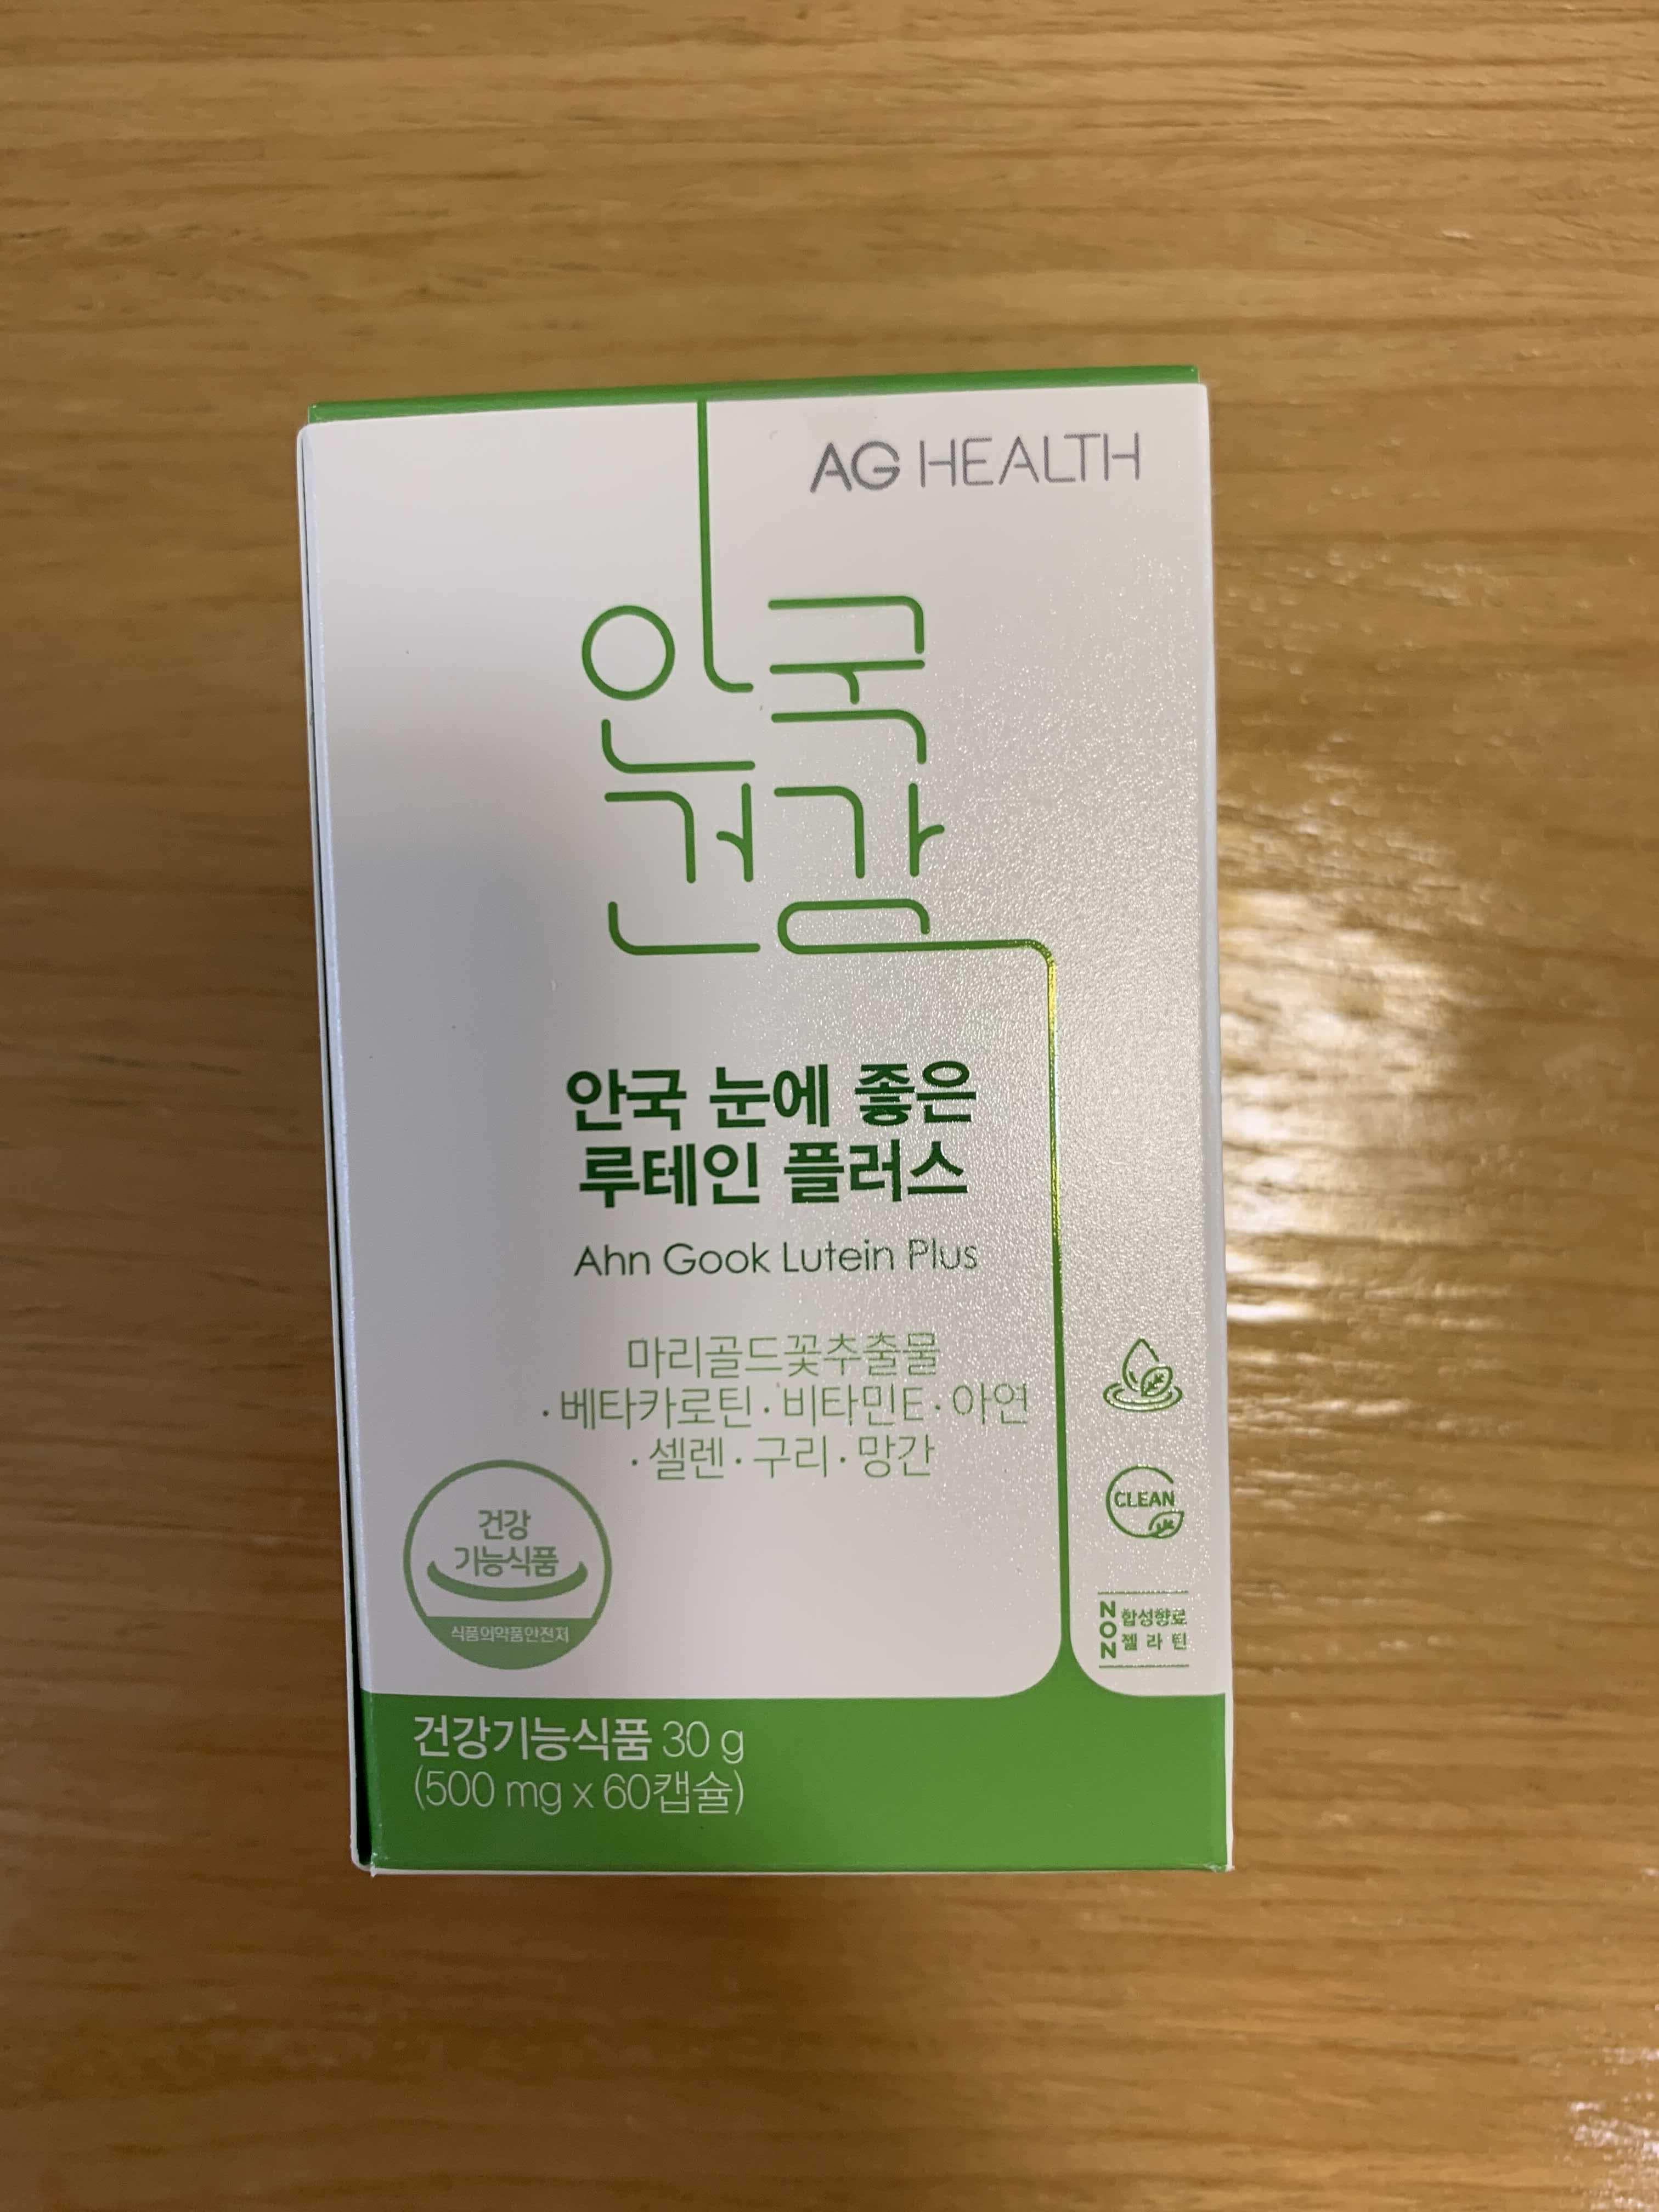 AG HEALTH
안국
건강
안국 눈에 좋은
루테인 플러스
Ahn Gook Lutein Plus
마리골드꽃추출물
·베타카로틴·비타민E·아연
·셀렌·구리·망간
건강
기능식품
식품의약품안전처
CLEAN
NON 합성향료
젤라틴
건강기능식품 30 g
(500 mg x 60캡슐)